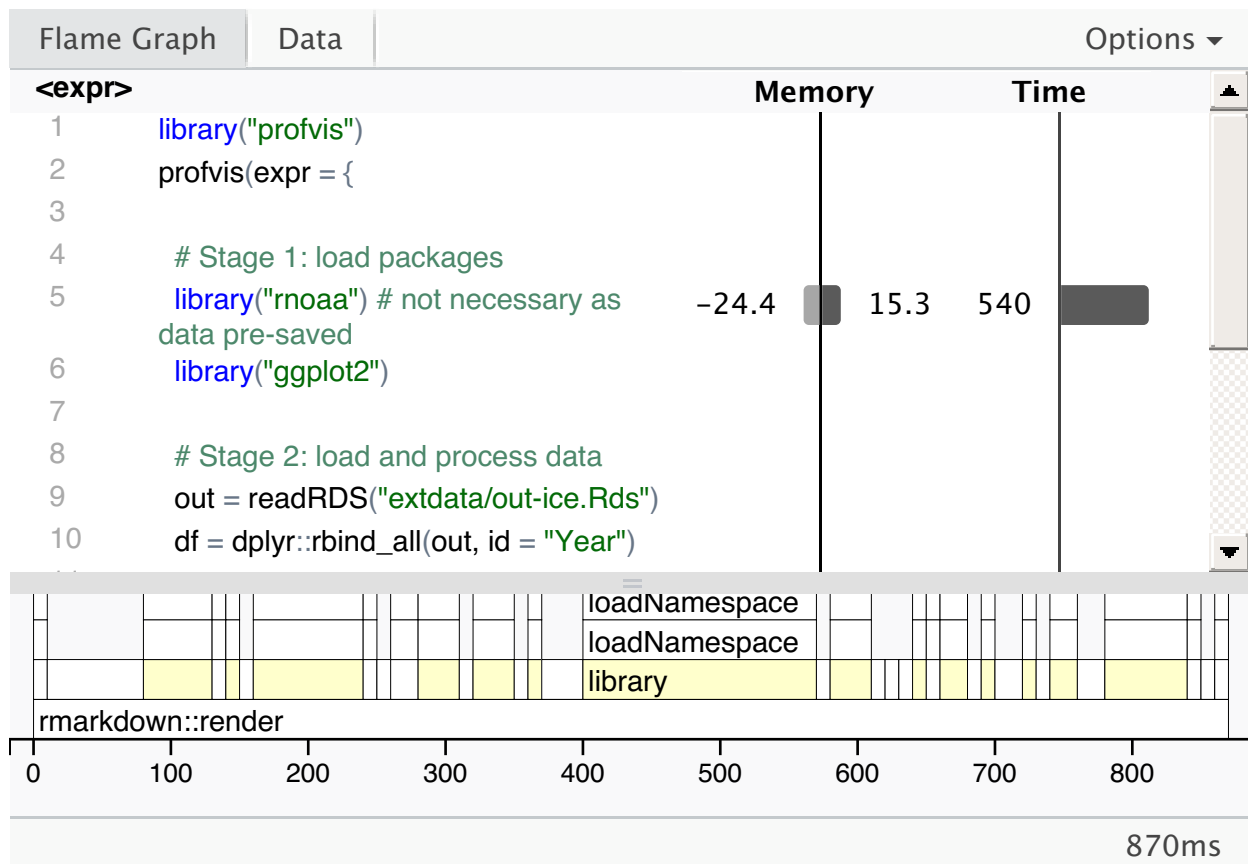 Flame Graph Data Options
<expr> Memory Time
1 library("profvis")
2 profvis(expr = {
3
4 # Stage 1: load packages
5 library("rnoaa") # not necessary as -24.4 15.3 540
data pre-saved
6 library("ggplot2")
7
8 # Stage 2: load and process data
9 out = readRDS("extdata/out-ice.Rds")
10 df = dplyr::rbind_all(out, id = "Year")
loadNamespace
loadNamespace
library
rmarkdown::render
0 100 200 300 400 500 600 700 800
870ms